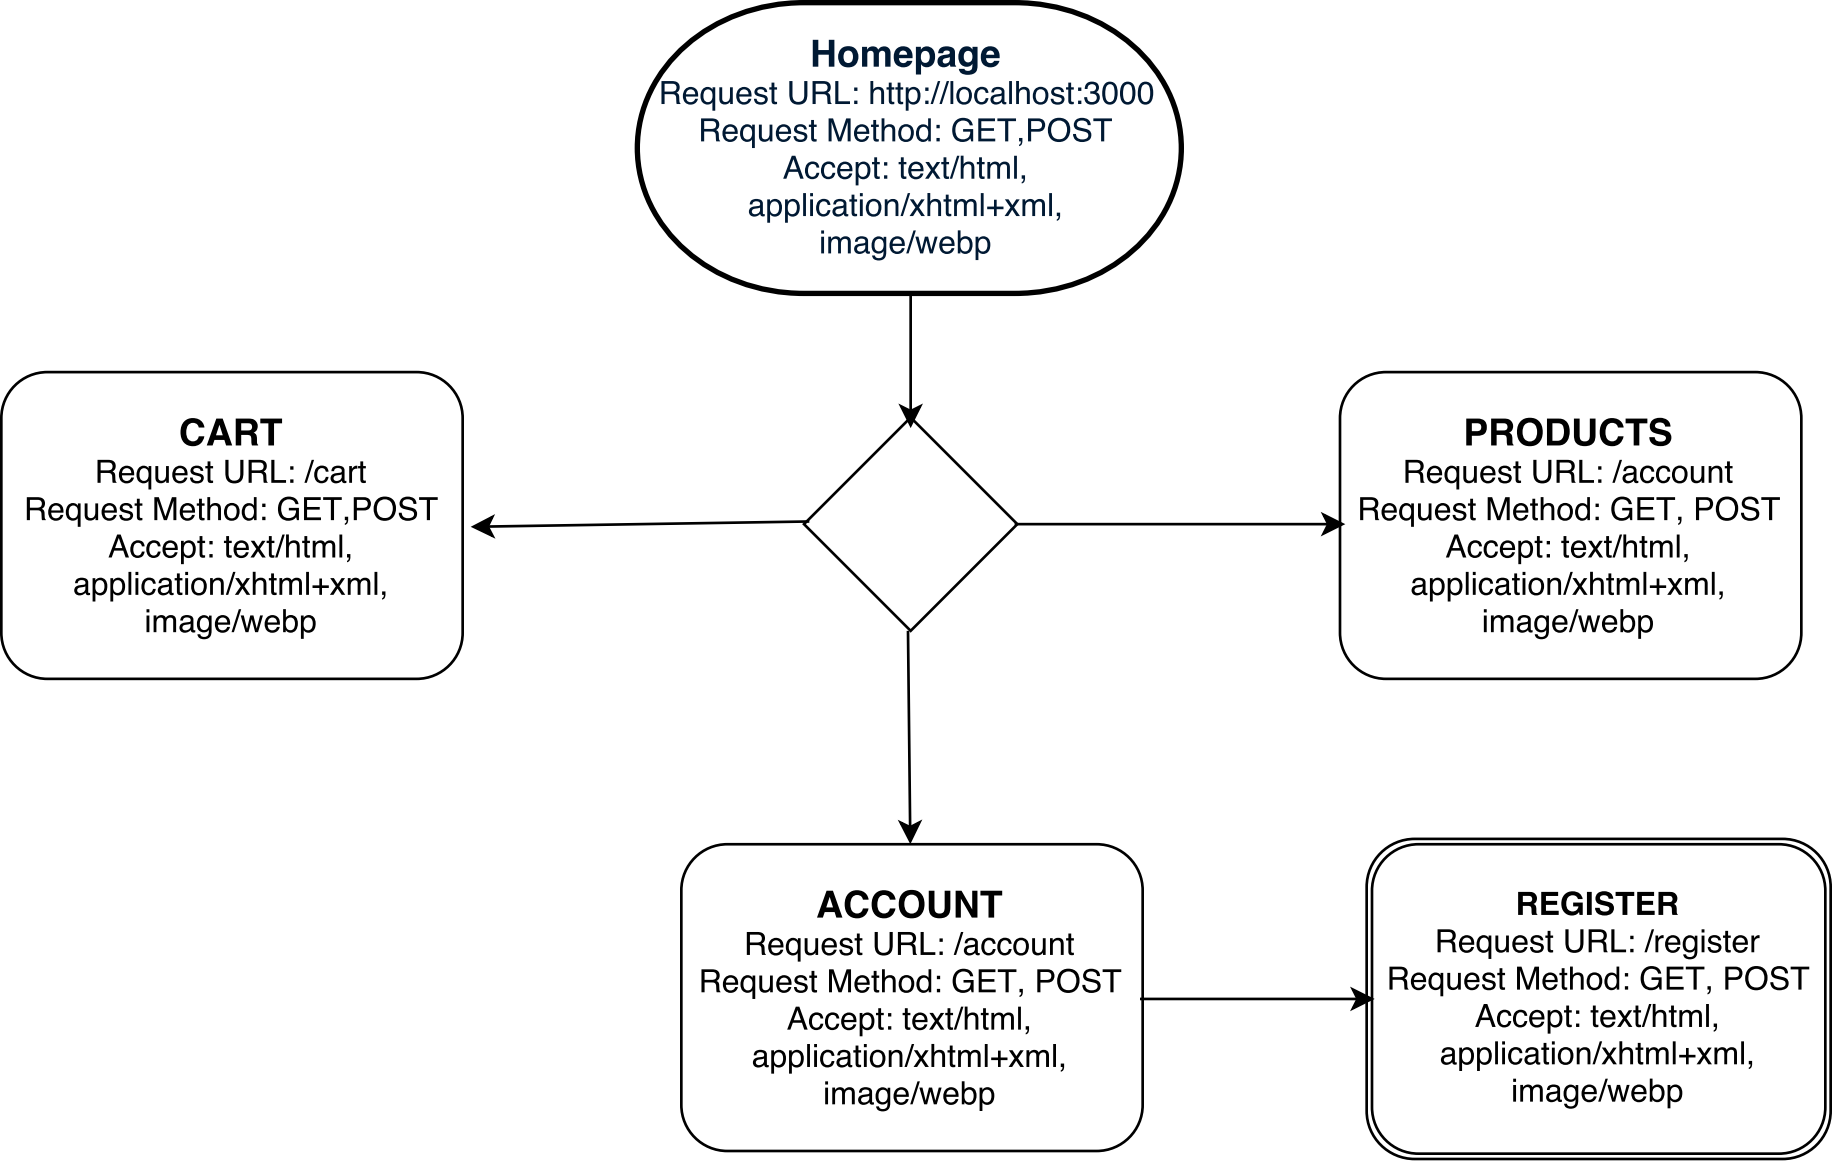 Homepage
Request URL: http://localhost:3000
Request Method: GET,POST
Accept: text/html,
application/xhtml+xml,
image/webp
CART
Request URL: /cart
Request Method: GET,POST
Accept: text/html,
application/xhtml+xml,
image/webp
PRODUCTS
Request URL: /account
Request Method: GET, POST
Accept: text/html,
application/xhtml+xml,
image/webp
ACCOUNT
Request URL: /account
Request Method: GET, POST
Accept: text/html,
application/xhtml+xml,
image/webp
REGISTER
Request URL: /register
Request Method: GET, POST
Accept: text/html,
application/xhtml+xml,
image/webp